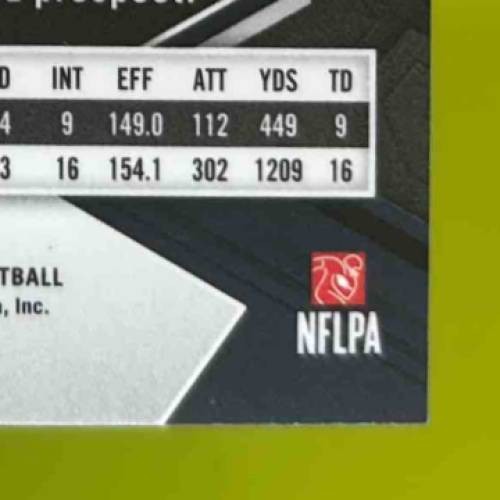 prospect.
D INT EFF ATT YDS TD
4 9 149.0 112 449 9
3 16 154.1 302 1209 16
TBALL
, Inc.
NFLPA